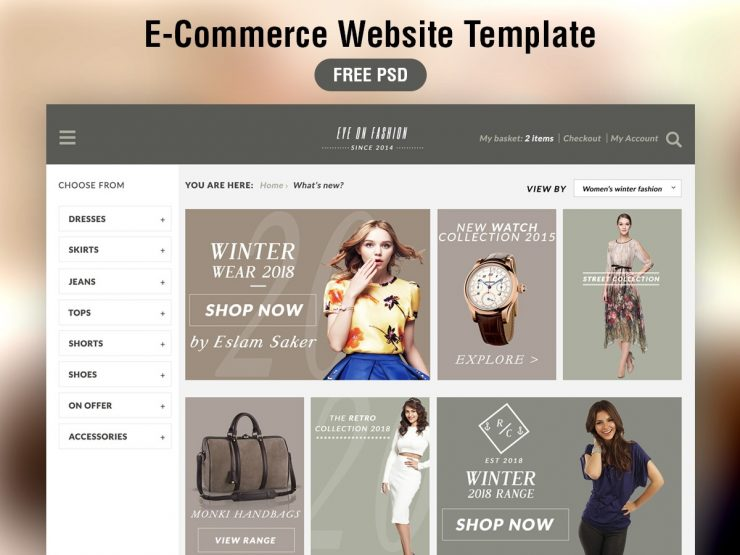 E-Commerce Website Template
FREE PSD
EYE ON FASHION
SINCE 2014
My basket: 2 items | Checkout | My Account
CHOOSE FROM
DRESSES +
SKIRTS +
JEANS +
TOPS +
SHORTS +
SHOES +
ON OFFER +
ACCESSORIES +
YOU ARE HERE: Home › What's new?
VIEW BY Women's winter fashion
20
WINTER
WEAR 2018
SHOP NOW
by Eslam Saker
NEW WATCH
COLLECTION 2015
EXPLORE >
STREET COLLECTION
MONKI HANDBAGS
VIEW RANGE
THE RETRO
COLLECTION 2018
20
R/C
EST 2018
WINTER
2018 RANGE
SHOP NOW